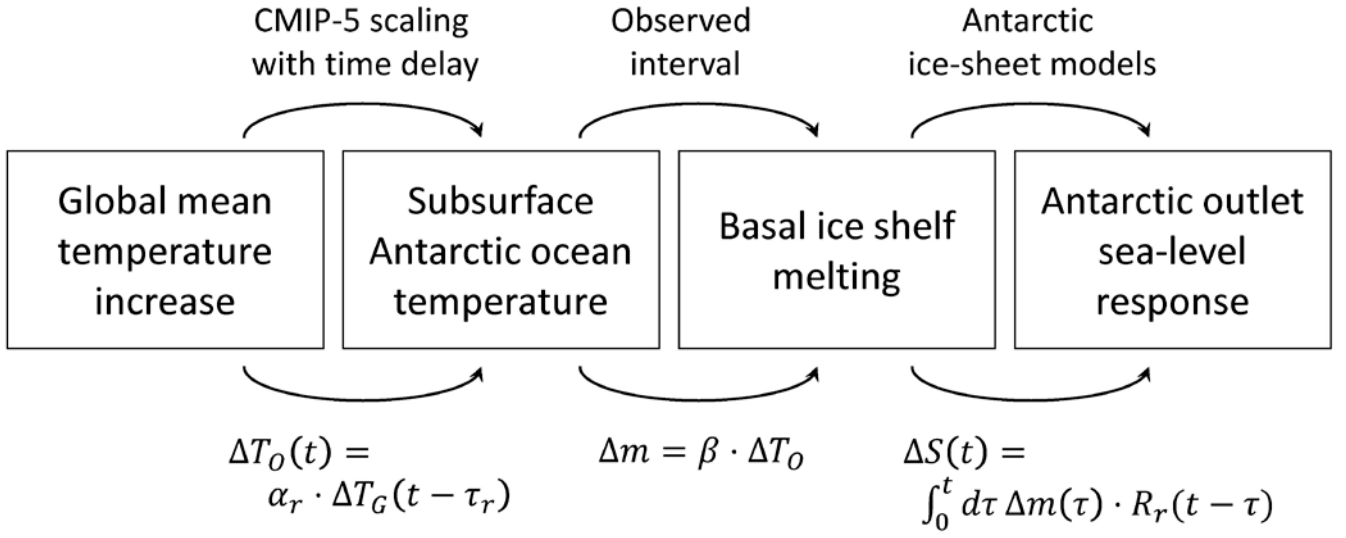 CMIP-5 scaling
with time delay
Observed
interval
Antarctic
ice-sheet models
Global mean
temperature
increase
Subsurface
Antarctic ocean
temperature
Basal ice shelf
melting
Antarctic outlet
sea-level
response
ΔT_O(t) =
α_r · ΔT_G(t − τ_r)
Δm = β · ΔT_O
ΔS(t) =
∫_0^t dτ Δm(τ) · R_r(t − τ)